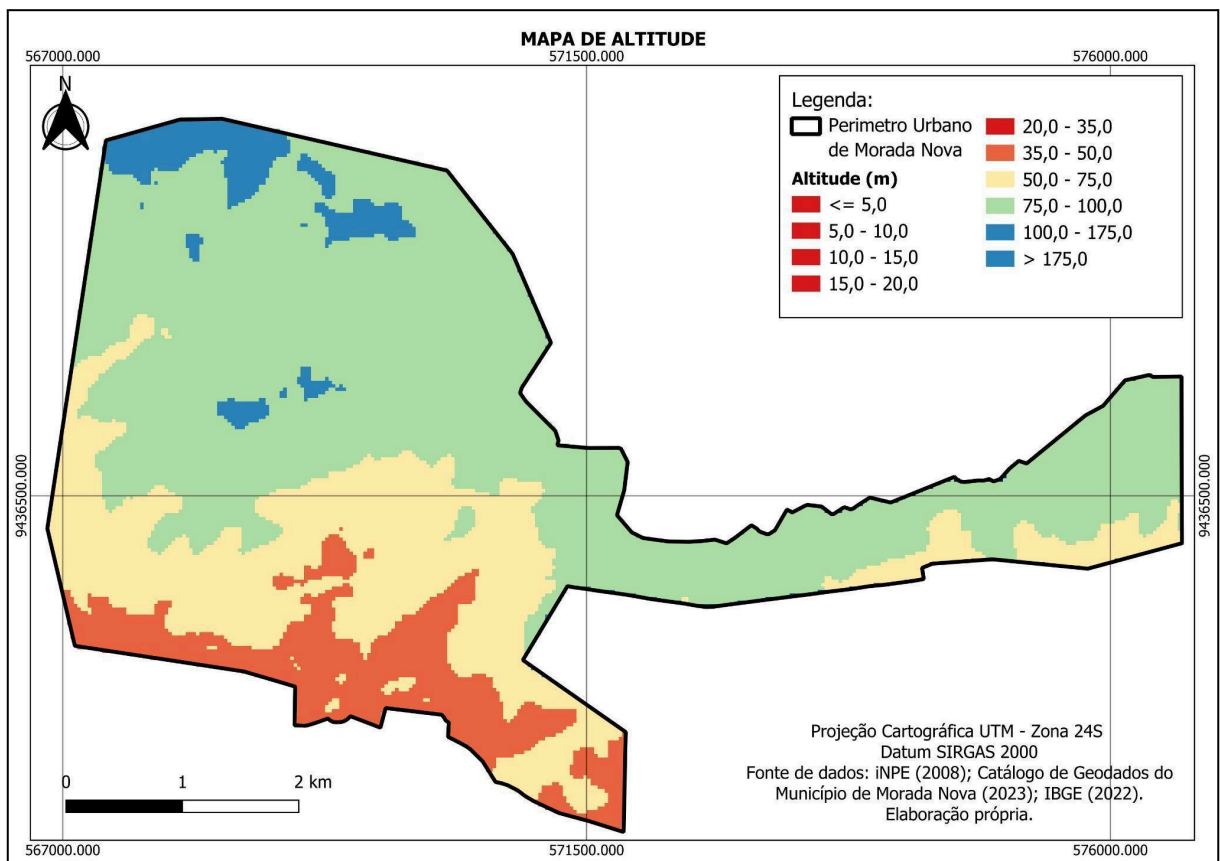 MAPA DE ALTITUDE
567000.000
571500.000
576000.000
N
Legenda:
Perimetro Urbano
de Morada Nova
Altitude (m)
<= 5,0
5,0 - 10,0
10,0 - 15,0
15,0 - 20,0
20,0 - 35,0
35,0 - 50,0
50,0 - 75,0
75,0 - 100,0
100,0 - 175,0
> 175,0
9436500.000
9436500.000
0
1
2 km
Projeção Cartográfica UTM - Zona 24S
Datum SIRGAS 2000
Fonte de dados: iNPE (2008); Catálogo de Geodados do
Município de Morada Nova (2023); IBGE (2022).
Elaboração própria.
567000.000
571500.000
576000.000